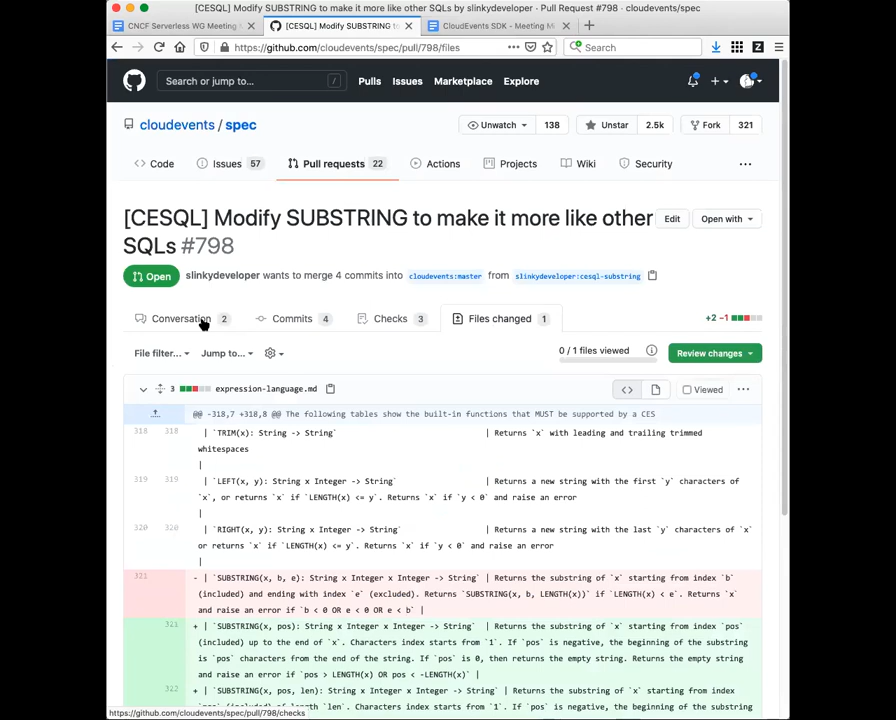 [CESQL] Modify SUBSTRING to make it more like other SQLs by slinkydeveloper · Pull Request #798 · cloudevents/spec
CNCF Serverless WG Meeting
[CESQL] Modify SUBSTRING to
CloudEvents SDK - Meeting M
https://github.com/cloudevents/spec/pull/798/files
Search
Search or jump to...
/
Pulls
Issues
Marketplace
Explore
cloudevents / spec
Unwatch
138
Unstar
2.5k
Fork
321
Code
Issues 57
Pull requests 22
Actions
Projects
Wiki
Security
[CESQL] Modify SUBSTRING to make it more like other
SQLs #798
Edit
Open with
Open
slinkydeveloper wants to merge 4 commits into cloudevents:master from slinkydeveloper:cesql-substring
Conversation 2
Commits 4
Checks 3
Files changed 1
+2 −1
File filter...
Jump to...
0 / 1 files viewed
Review changes
3
expression-language.md
Viewed
@@ -318,7 +318,8 @@ The following tables show the built-in functions that MUST be supported by a CES
318 318 | `TRIM(x): String -> String` | Returns `x` with leading and trailing trimmed
whitespaces
|
319 319 | `LEFT(x, y): String x Integer -> String` | Returns a new string with the first `y` characters of
`x`, or returns `x` if `LENGTH(x) <= y`. Returns `x` if `y < 0` and raise an error
|
320 320 | `RIGHT(x, y): String x Integer -> String` | Returns a new string with the last `y` characters of `x`
or returns `x` if `LENGTH(x) <= y`. Returns `x` if `y < 0` and raise an error
|
321 - | `SUBSTRING(x, b, e): String x Integer x Integer -> String` | Returns the substring of `x` starting from index `b`
(included) and ending with index `e` (excluded). Returns `SUBSTRING(x, b, LENGTH(x))` if `LENGTH(x) < e`. Returns `x`
and raise an error if `b < 0 OR e < 0 OR e < b` |
321 + | `SUBSTRING(x, pos): String x Integer x Integer -> String` | Returns the substring of `x` starting from index `pos`
(included) up to the end of `x`. Characters index starts from `1`. If `pos` is negative, the beginning of the substring
is `pos` characters from the end of the string. If `pos` is 0, then returns the empty string. Returns the empty string
and raise an error if `pos > LENGTH(x) OR pos < -LENGTH(x)` |
322 + | `SUBSTRING(x, pos, len): String x Integer x Integer -> String` | Returns the substring of `x` starting from index
`pos` (included) of length `len`. Characters index starts from `1`. If `pos` is negative, the beginning of the substring
https://github.com/cloudevents/spec/pull/798/checks